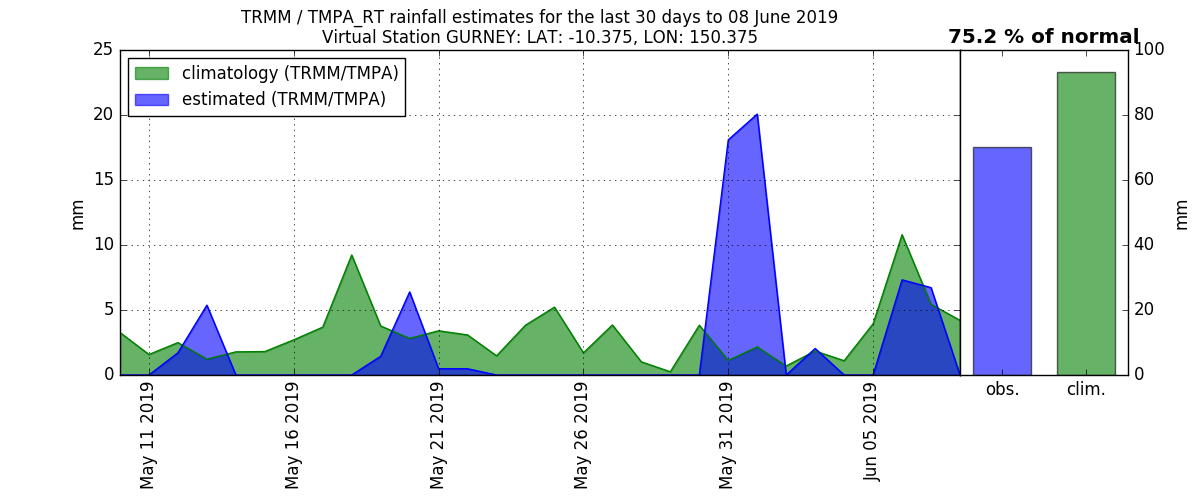 TRMM / TMPA_RT rainfall estimates for the last 30 days to 08 June 2019
Virtual Station GURNEY: LAT: -10.375, LON: 150.375
75.2 % of normal
climatology (TRMM/TMPA)
estimated (TRMM/TMPA)
25
20
15
10
5
0
mm
100
80
60
40
20
0
mm
May 11 2019
May 16 2019
May 21 2019
May 26 2019
May 31 2019
Jun 05 2019
obs.
clim.